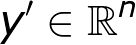 y′ ∈ ℝⁿ